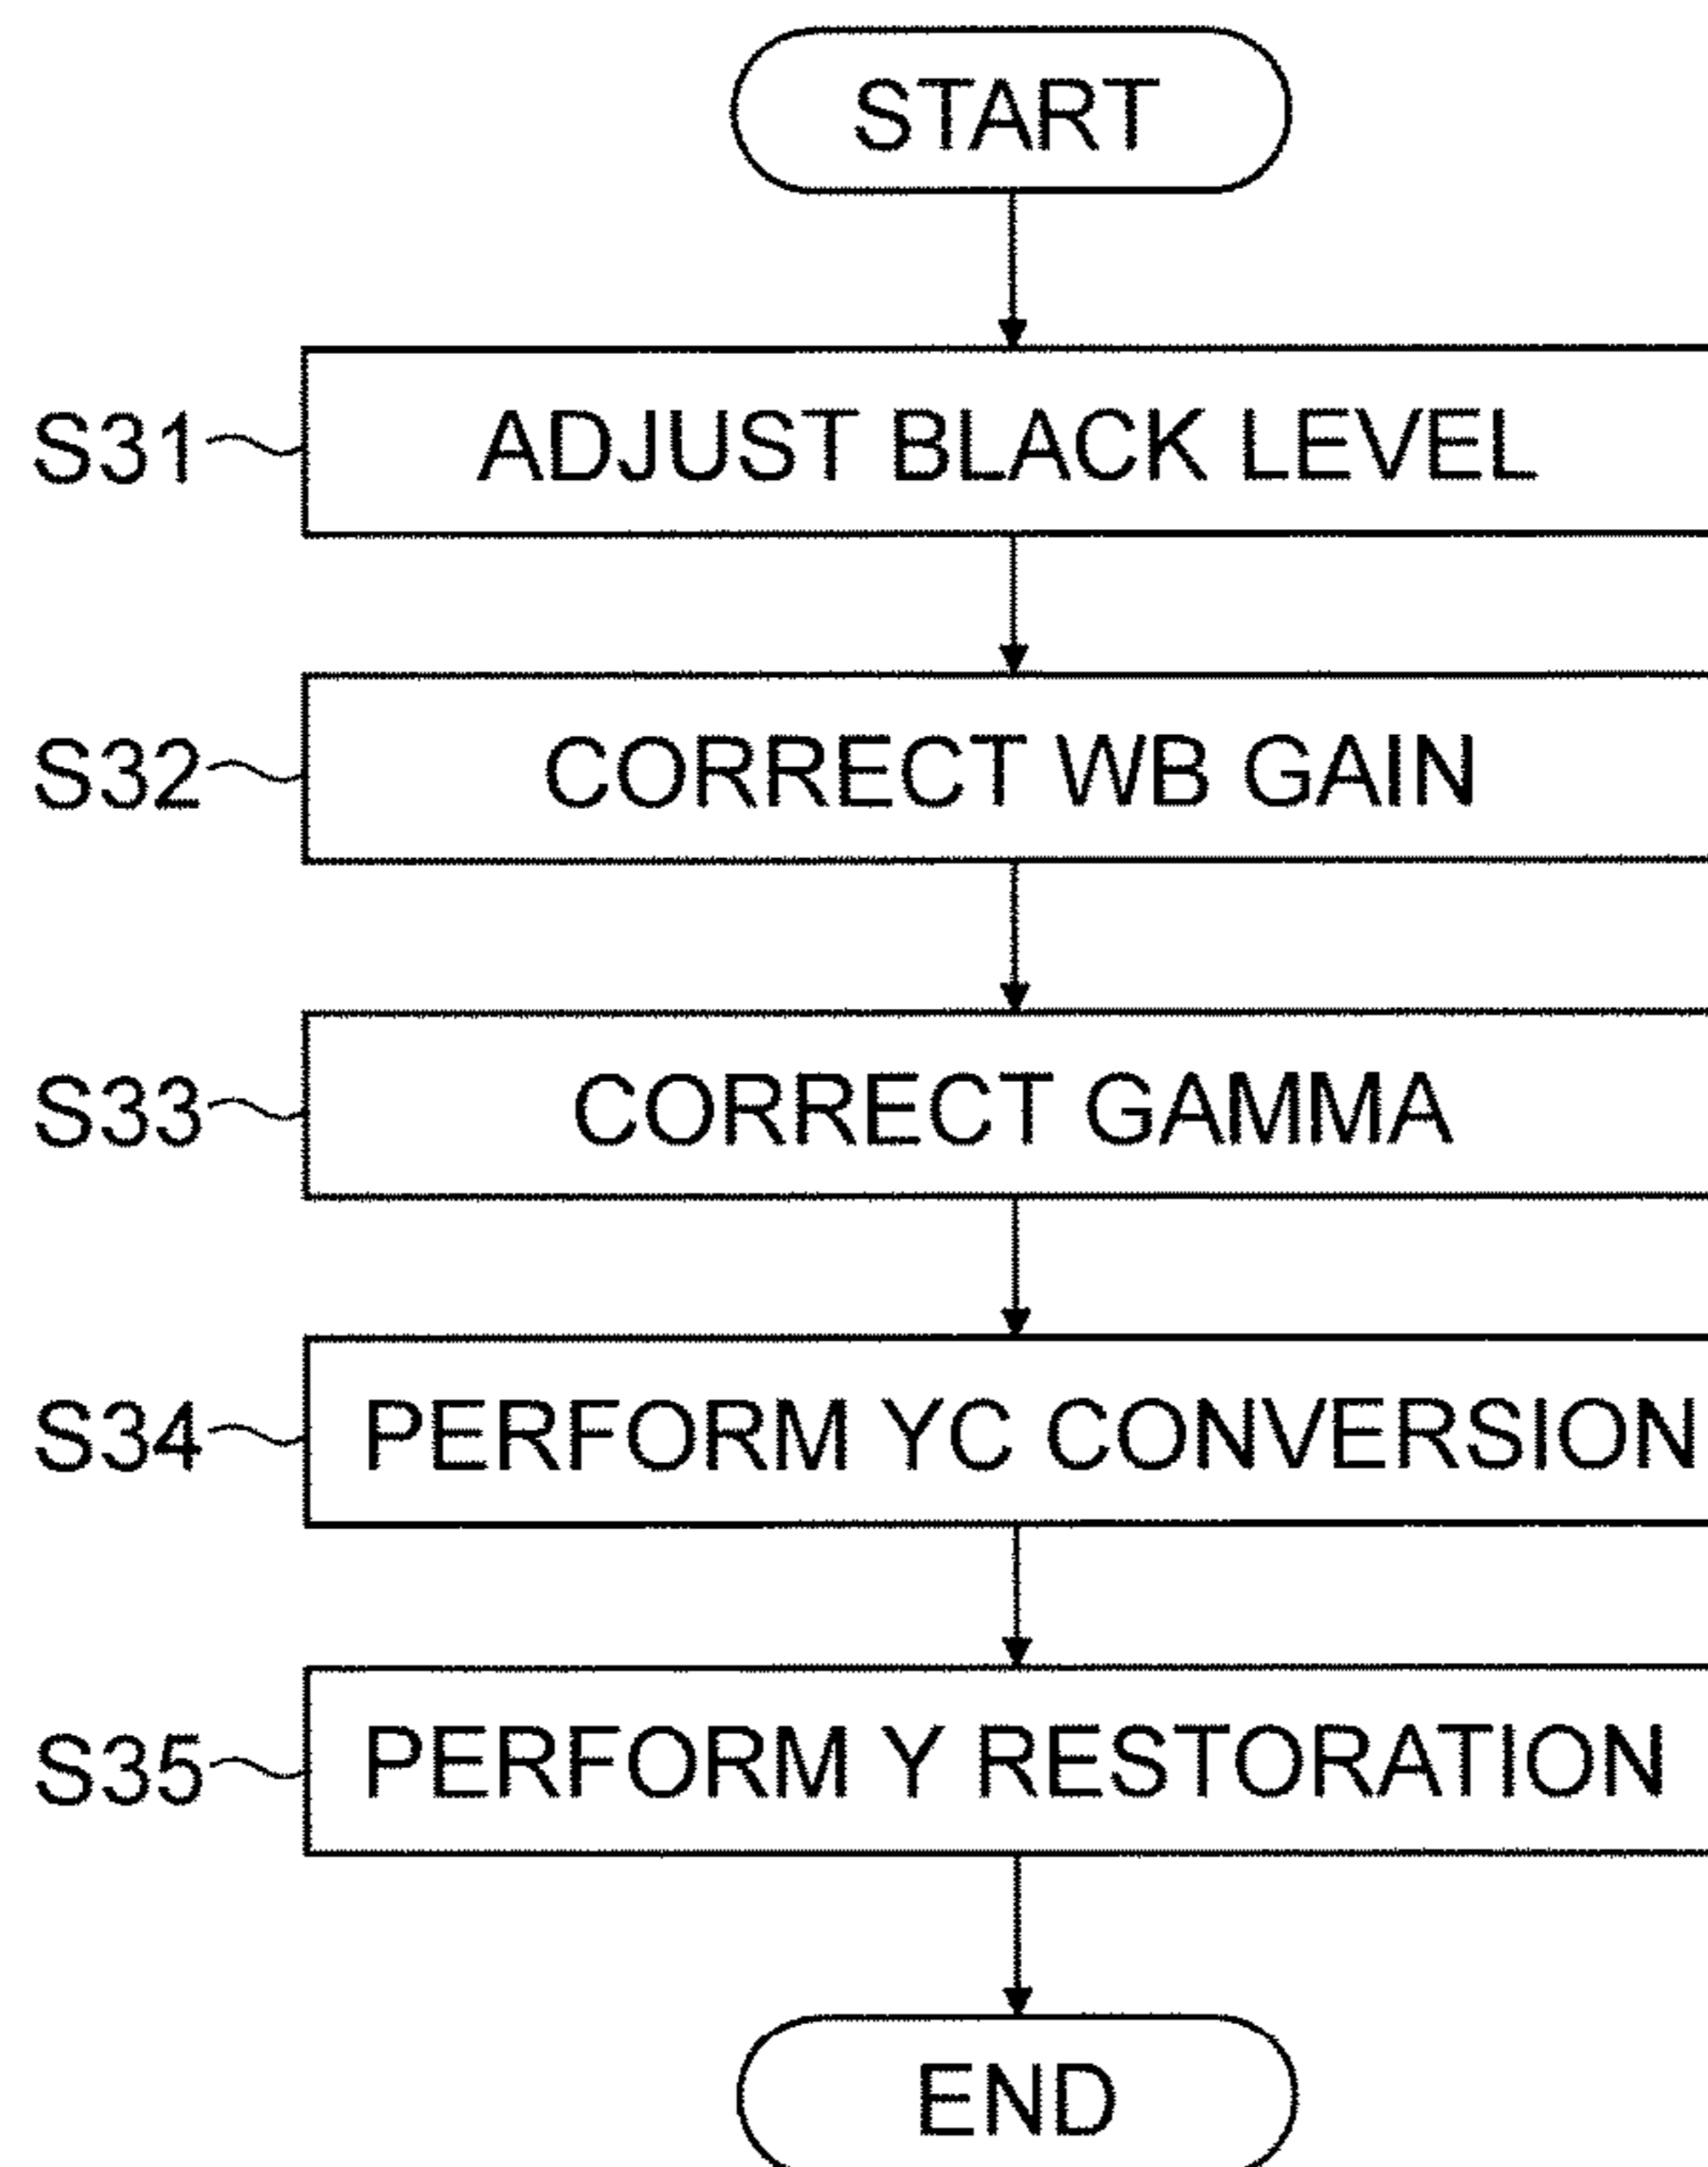 START
S31 ADJUST BLACK LEVEL
S32 CORRECT WB GAIN
S33 CORRECT GAMMA
S34 PERFORM YC CONVERSION
S35 PERFORM Y RESTORATION
END